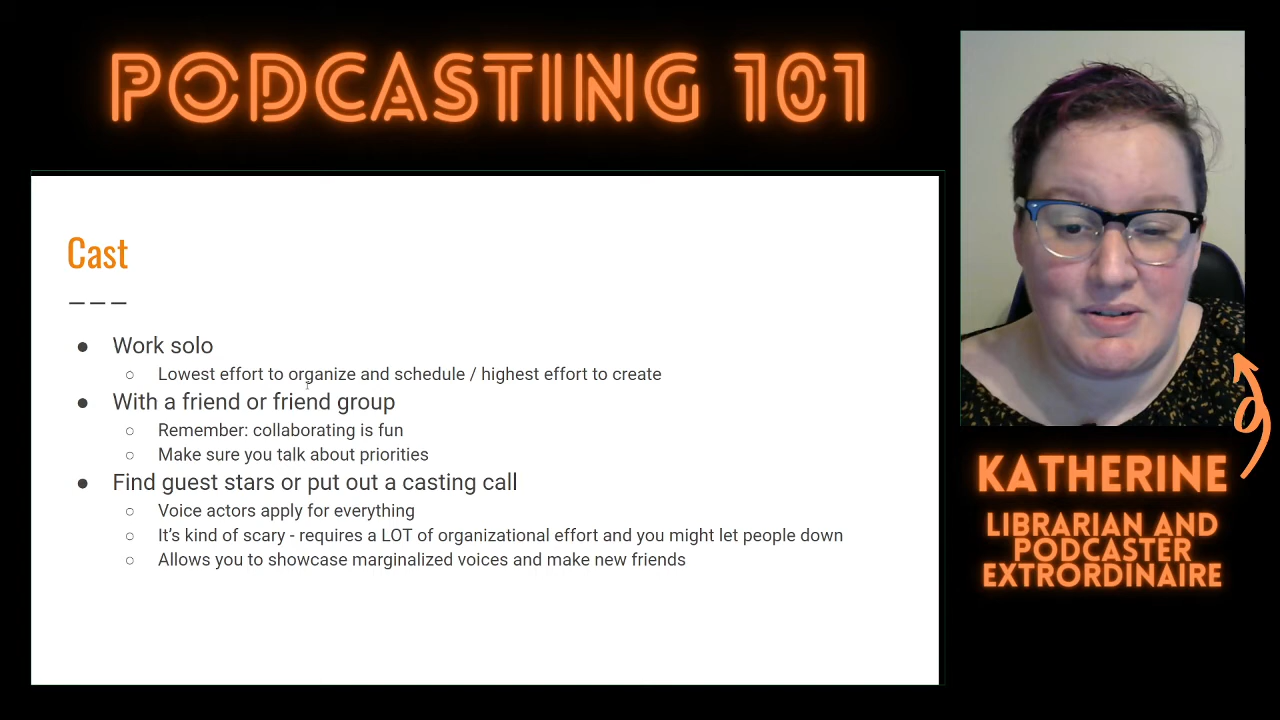 PODCASTING 101
Cast
● Work solo
○ Lowest effort to organize and schedule / highest effort to create
● With a friend or friend group
○ Remember: collaborating is fun
○ Make sure you talk about priorities
● Find guest stars or put out a casting call
○ Voice actors apply for everything
○ It’s kind of scary - requires a LOT of organizational effort and you might let people down
○ Allows you to showcase marginalized voices and make new friends
KATHERINE
LIBRARIAN AND
PODCASTER
EXTRORDINAIRE